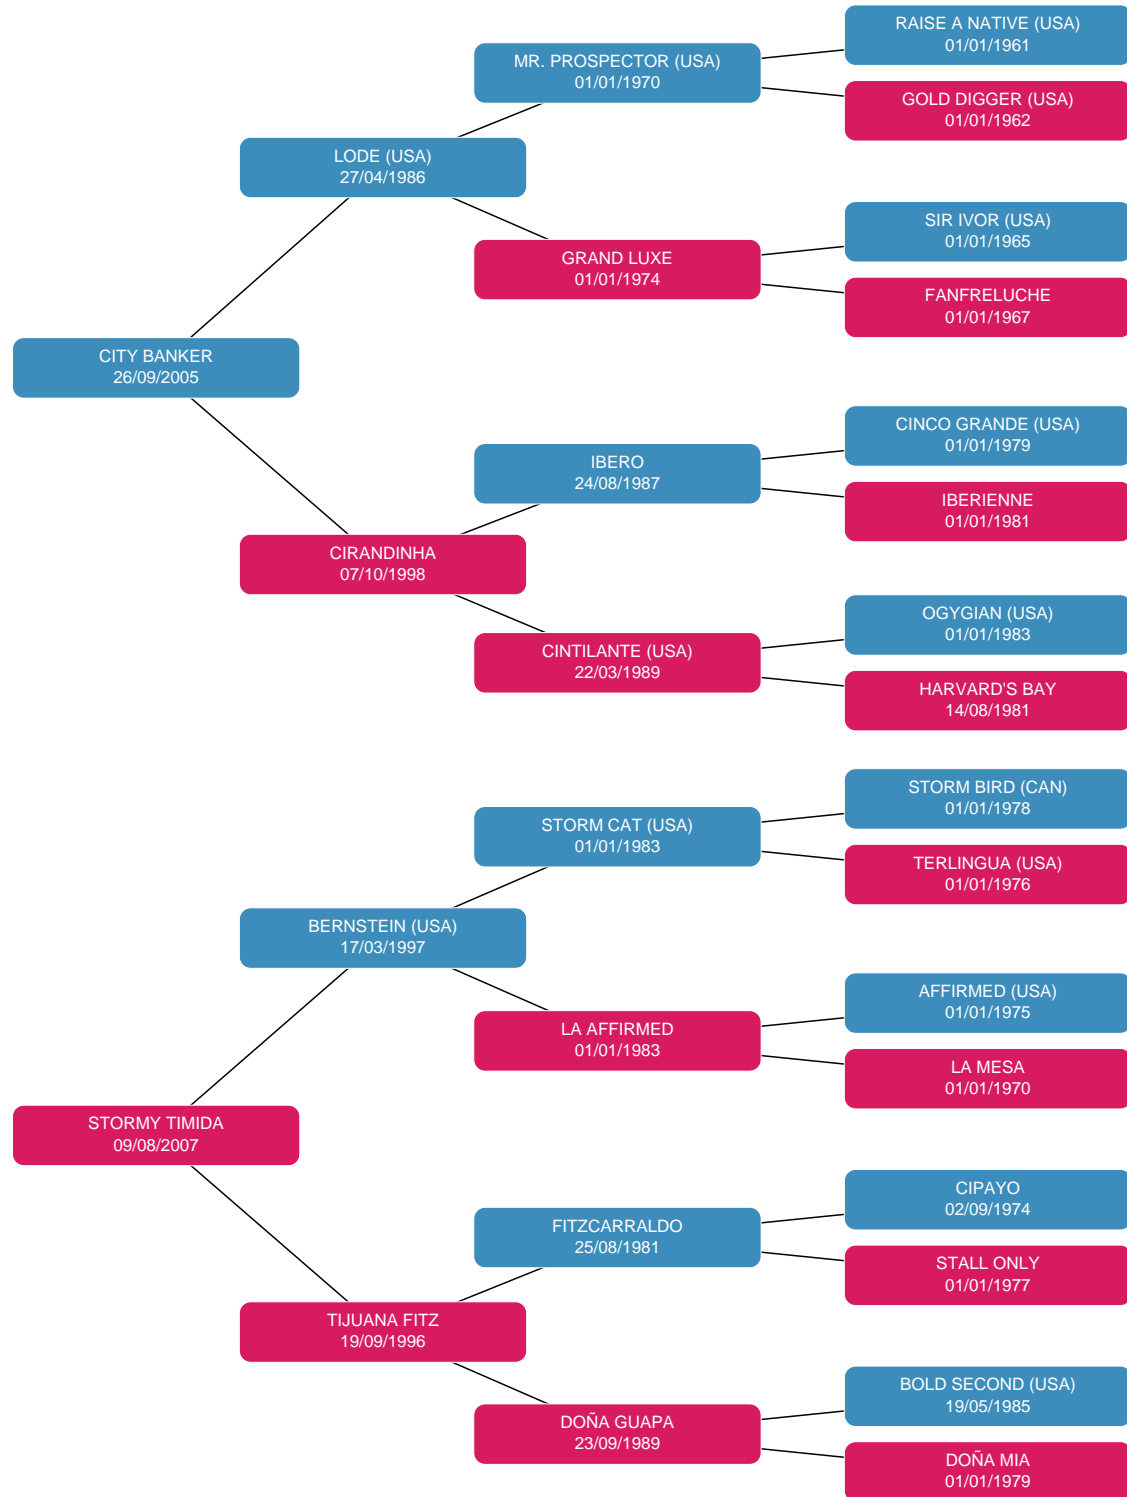 RAISE A NATIVE (USA)
01/01/1961
MR. PROSPECTOR (USA)
01/01/1970
GOLD DIGGER (USA)
01/01/1962
LODE (USA)
27/04/1986
SIR IVOR (USA)
01/01/1965
GRAND LUXE
01/01/1974
FANFRELUCHE
01/01/1967
CITY BANKER
26/09/2005
CINCO GRANDE (USA)
01/01/1979
IBERO
24/08/1987
IBERIENNE
01/01/1981
CIRANDINHA
07/10/1998
OGYGIAN (USA)
01/01/1983
CINTILANTE (USA)
22/03/1989
HARVARD'S BAY
14/08/1981
STORM BIRD (CAN)
01/01/1978
STORM CAT (USA)
01/01/1983
TERLINGUA (USA)
01/01/1976
BERNSTEIN (USA)
17/03/1997
AFFIRMED (USA)
01/01/1975
LA AFFIRMED
01/01/1983
LA MESA
01/01/1970
STORMY TIMIDA
09/08/2007
CIPAYO
02/09/1974
FITZCARRALDO
25/08/1981
STALL ONLY
01/01/1977
TIJUANA FITZ
19/09/1996
BOLD SECOND (USA)
19/05/1985
DOÑA GUAPA
23/09/1989
DOÑA MIA
01/01/1979